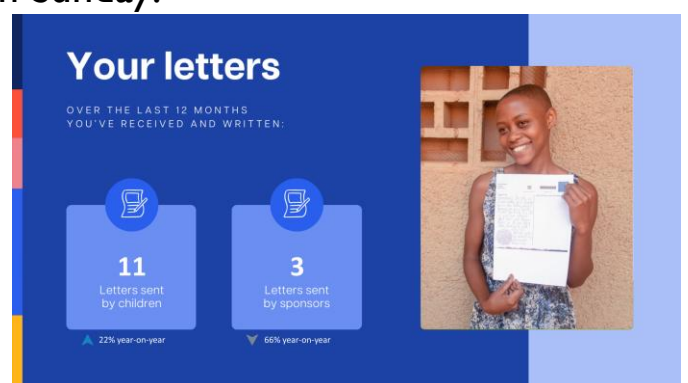 n Sunday.
Your letters
OVER THE LAST 12 MONTHS
YOU'VE RECEIVED AND WRITTEN:
11
Letters sent
by children
22% year-on-year
3
Letters sent
by sponsors
66% year-on-year